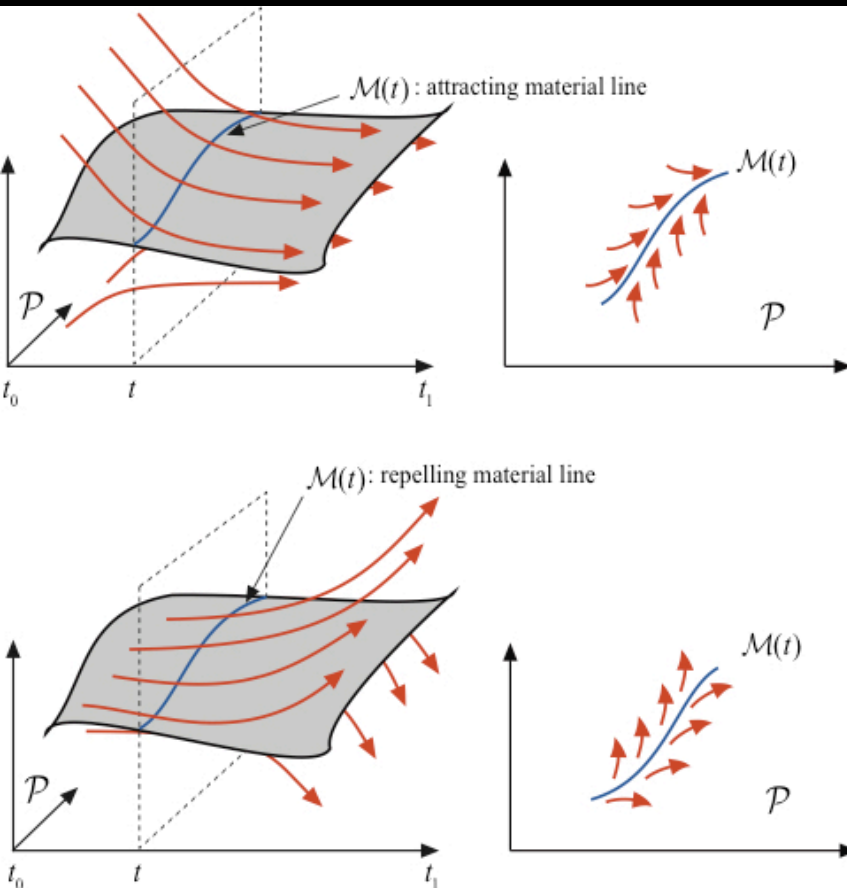 M(t) : attracting material line
M(t)
P
P
t₀ t t₁
M(t): repelling material line
M(t)
P
P
t₀ t t₁